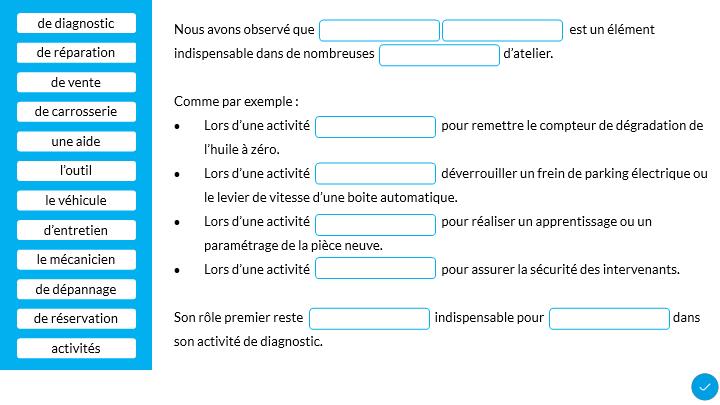 de diagnostic
de réparation
de vente
de carrosserie
une aide
l'outil
le véhicule
d'entretien
le mécanicien
de dépannage
de réservation
activités
Nous avons observé que est un élément
indispensable dans de nombreuses d'atelier.
Comme par exemple :
• Lors d'une activité pour remettre le compteur de dégradation de
l'huile à zéro.
• Lors d'une activité déverrouiller un frein de parking électrique ou
le levier de vitesse d'une boite automatique.
• Lors d'une activité pour réaliser un apprentissage ou un
paramétrage de la pièce neuve.
• Lors d'une activité pour assurer la sécurité des intervenants.
Son rôle premier reste indispensable pour dans
son activité de diagnostic.